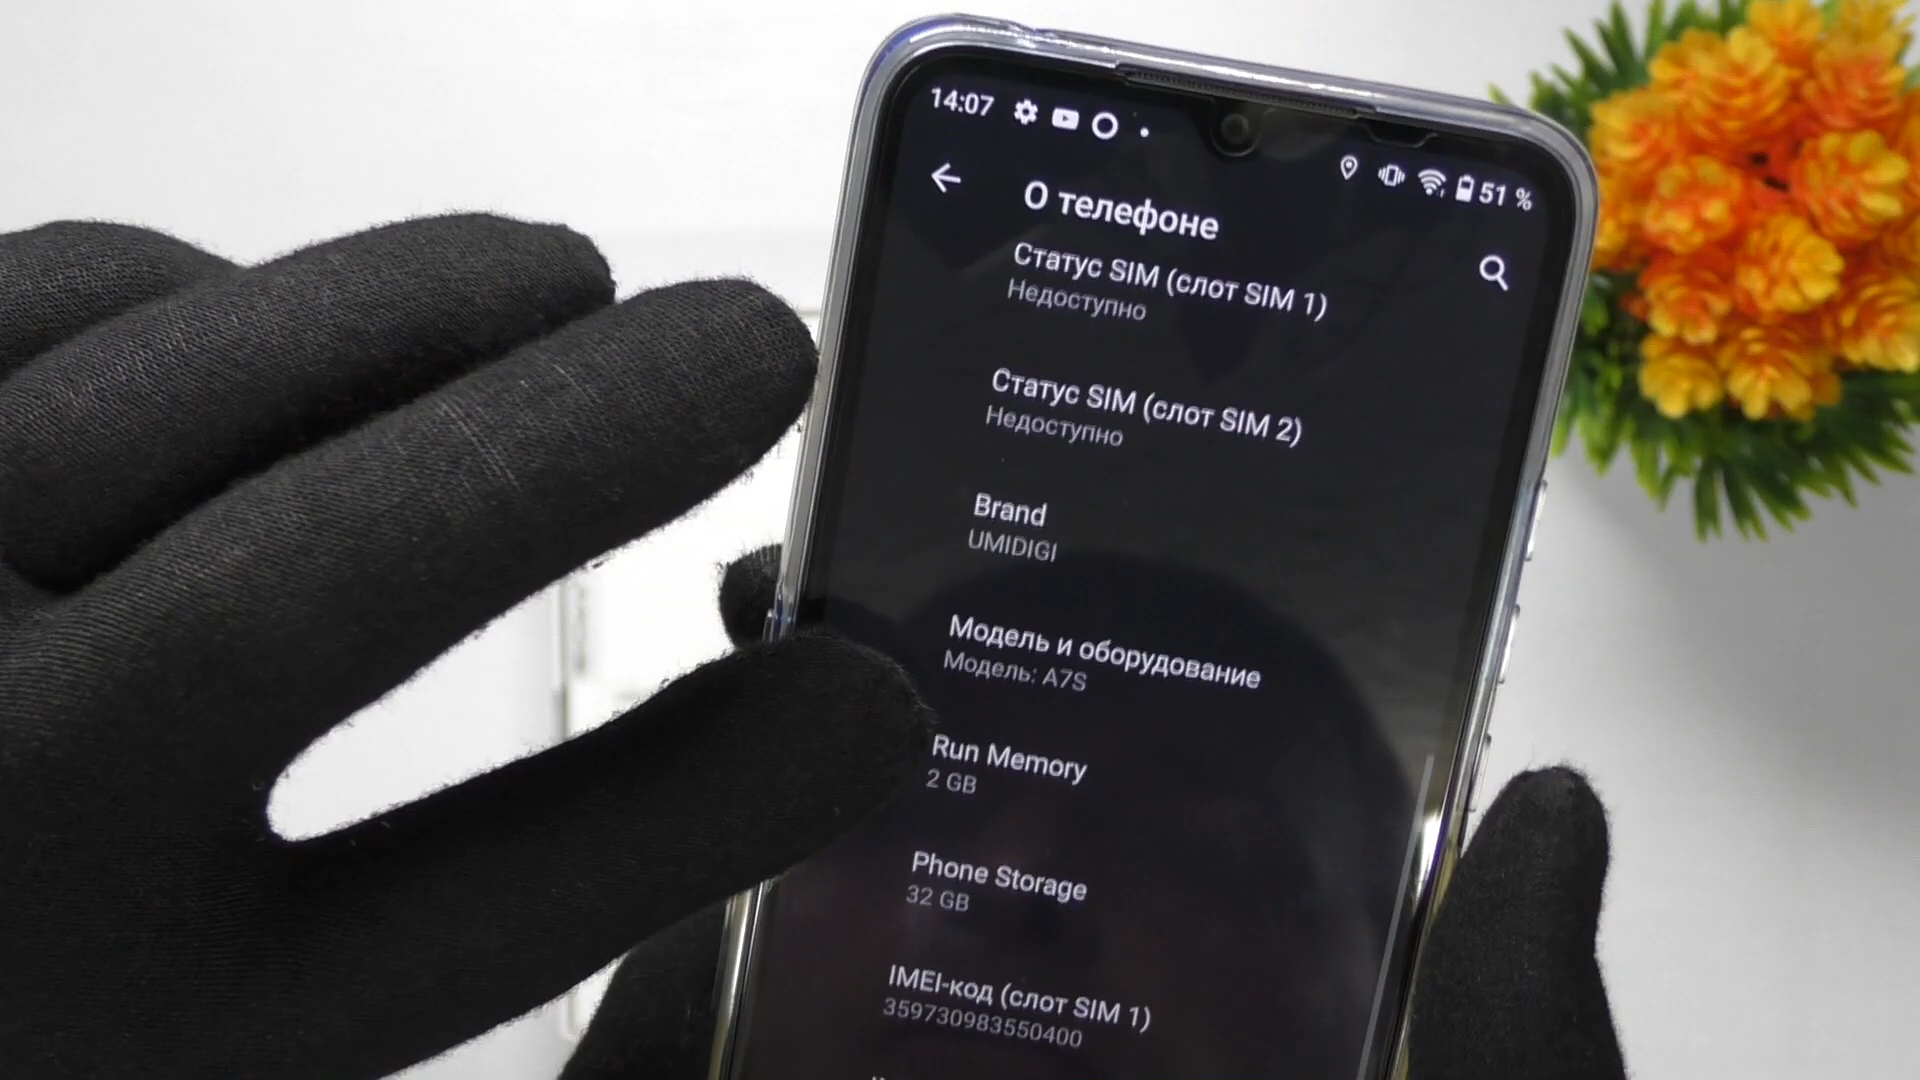 14:07
51 %
О телефоне
Статус SIM (слот SIM 1)
Недоступно
Статус SIM (слот SIM 2)
Недоступно
Brand
UMIDIGI
Модель и оборудование
Модель: A7S
Run Memory
2 GB
Phone Storage
32 GB
IMEI-код (слот SIM 1)
359730983550400